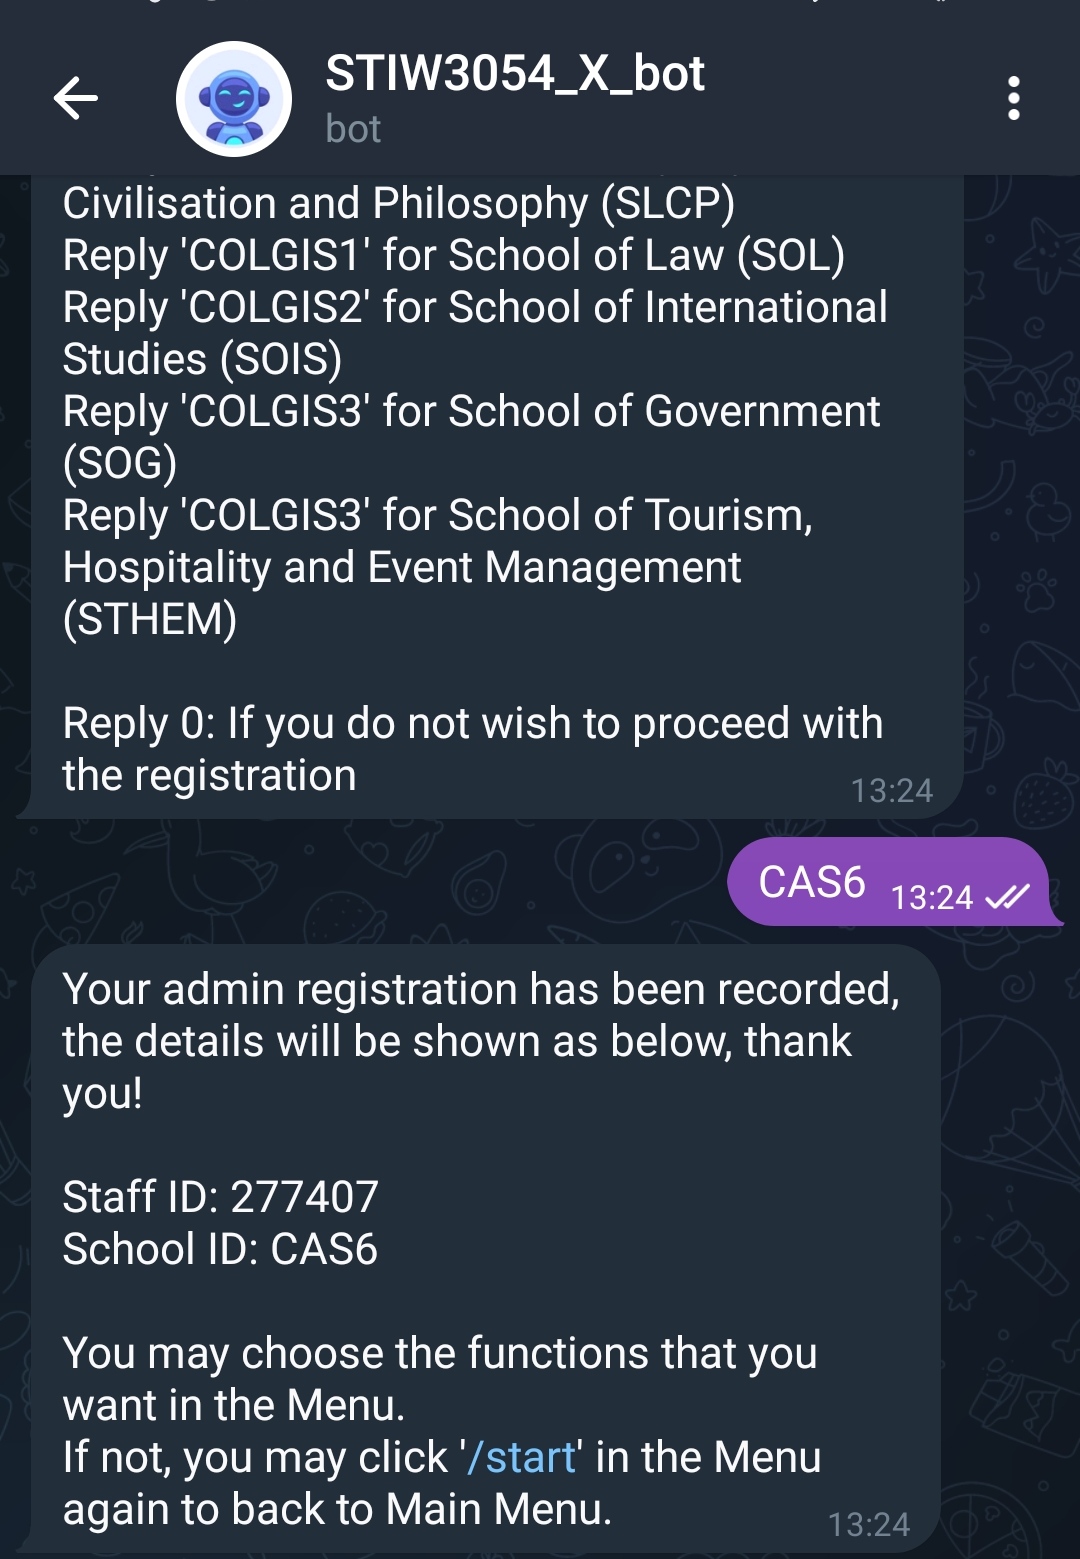 STIW3054_X_bot
bot
Civilisation and Philosophy (SLCP)
Reply 'COLGIS1' for School of Law (SOL)
Reply 'COLGIS2' for School of International
Studies (SOIS)
Reply 'COLGIS3' for School of Government
(SOG)
Reply 'COLGIS3' for School of Tourism,
Hospitality and Event Management
(STHEM)
Reply 0: If you do not wish to proceed with
the registration
13:24
CAS6 13:24
Your admin registration has been recorded,
the details will be shown as below, thank
you!
Staff ID: 277407
School ID: CAS6
You may choose the functions that you
want in the Menu.
If not, you may click '/start' in the Menu
again to back to Main Menu.
13:24